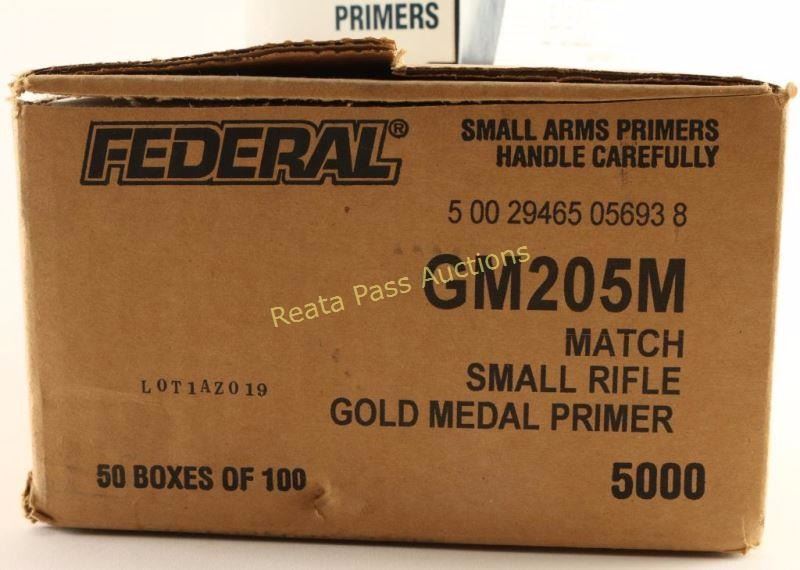 PRIMERS
FEDERAL®
SMALL ARMS PRIMERS
HANDLE CAREFULLY
5 00 29465 05693 8
GM205M
Reata Pass Auctions
MATCH
SMALL RIFLE
GOLD MEDAL PRIMER
LOT1AZ019
50 BOXES OF 100
5000